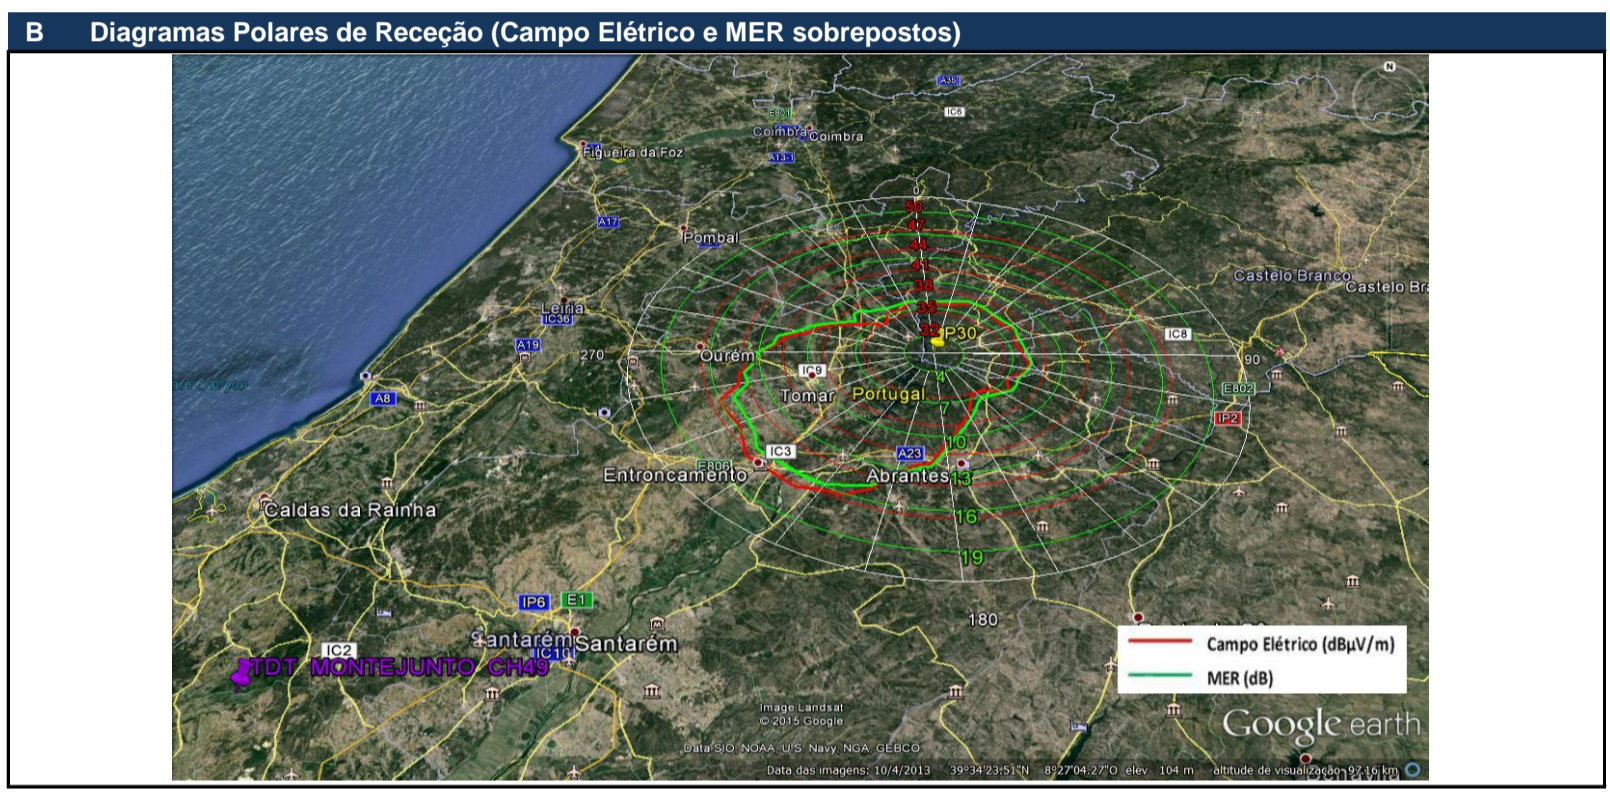 B Diagramas Polares de Receção (Campo Elétrico e MER sobrepostos)
N
A35
IC6
E801
Coimbra
Coimbra
A13-1
Figueira da Foz
0
50
A17
47
Pombal
44
41
38
Castelo Branco
Castelo Bra
35
Leiria
IC36
32
P30
IC8
A19
270
Ourém
90
IC9
4
E802
A8
Tomar
Portugal
7
IP2
10
IC3
A23
E806
Entroncamento
Abrantes
13
Caldas da Rainha
16
19
IP6
E1
180
Santarém
Santarém
IC2
IC10
TDT MONTEJUNTO CH49
Campo Elétrico (dBµV/m)
MER (dB)
Image Landsat
© 2015 Google
Google earth
Data SIO, NOAA, U.S. Navy, NGA, GEBCO
Data das imagens: 10/4/2013 39°34'23.51"N 8°27'04.27"O elev 104 m altitude de visualização 97.16 km
Benavila